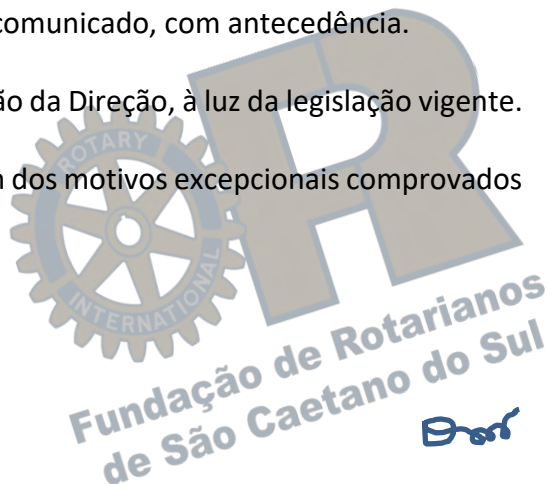 comunicado, com antecedência.
ão da Direção, à luz da legislação vigente.
dos motivos excepcionais comprovados
ROTARY
INTERNATIONAL
R
Fundação de Rotarianos
de São Caetano do Sul